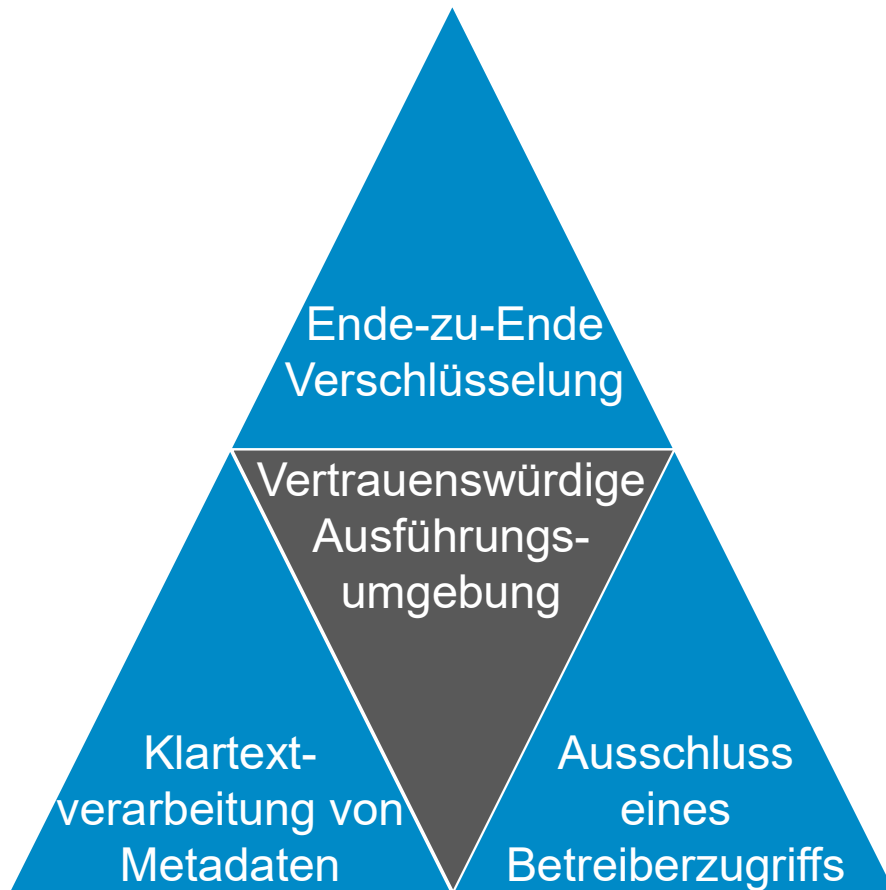 Ende-zu-Ende
Verschlüsselung
Vertrauenswürdige
Ausführungs-
umgebung
Klartext-
verarbeitung von
Metadaten
Ausschluss
eines
Betreiberzugriffs